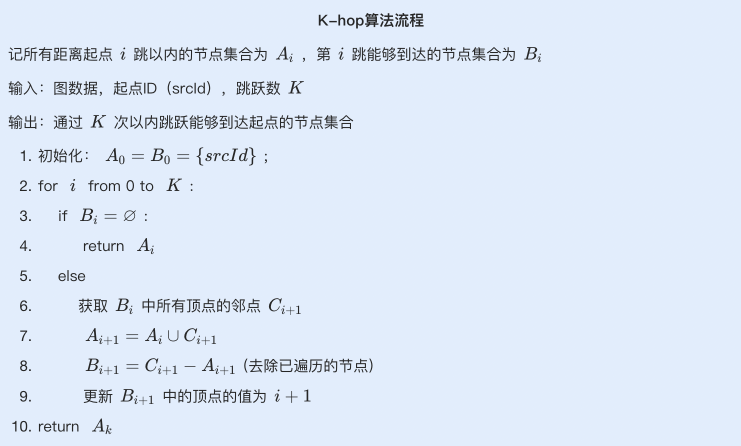 K-hop算法流程
记所有距离起点 i 跳以内的节点集合为 A_i ，第 i 跳能够到达的节点集合为 B_i
输入：图数据，起点ID（srcId），跳跃数 K
输出：通过 K 次以内跳跃能够到达起点的节点集合
1. 初始化： A_0 = B_0 = {srcId} ；
2. for i from 0 to K ：
3. if B_i = ∅ ：
4. return A_i
5. else
6. 获取 B_i 中所有顶点的邻点 C_{i+1}
7. A_{i+1} = A_i ∪ C_{i+1}
8. B_{i+1} = C_{i+1} − A_{i+1}（去除已遍历的节点）
9. 更新 B_{i+1} 中的顶点的值为 i + 1
10. return A_k